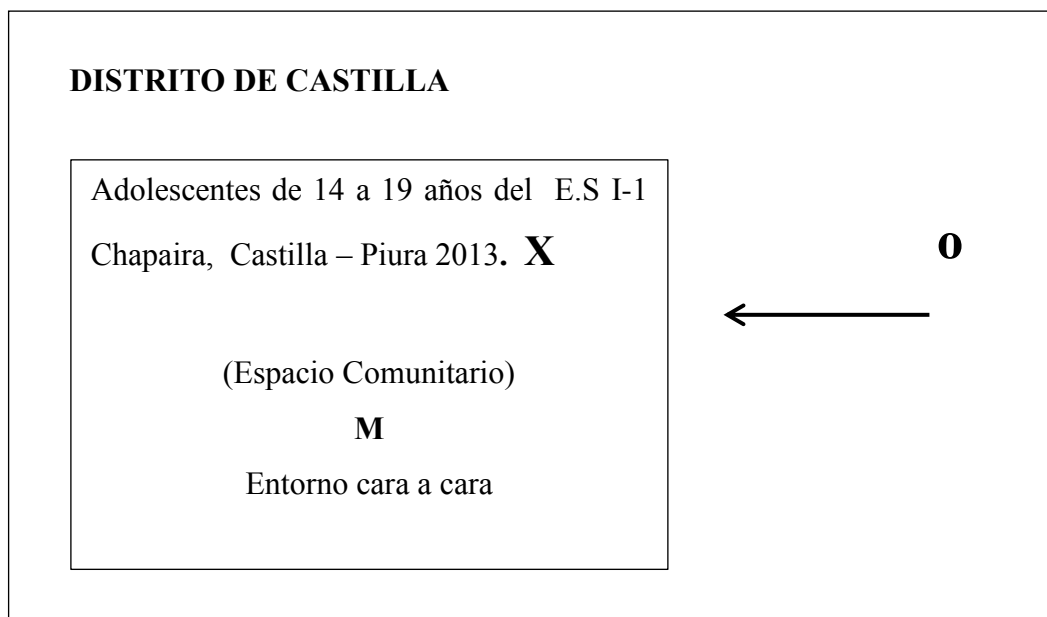 DISTRITO DE CASTILLA
Adolescentes de 14 a 19 años del E.S I-1
Chapaira, Castilla – Piura 2013. X
o
(Espacio Comunitario)
M
Entorno cara a cara